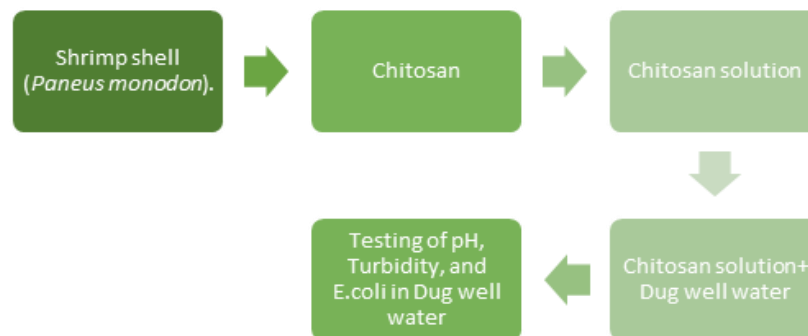 Shrimp shell
(Paneus monodon).
Chitosan
Chitosan solution
Chitosan solution+
Dug well water
Testing of pH,
Turbidity, and
E.coli in Dug well
water